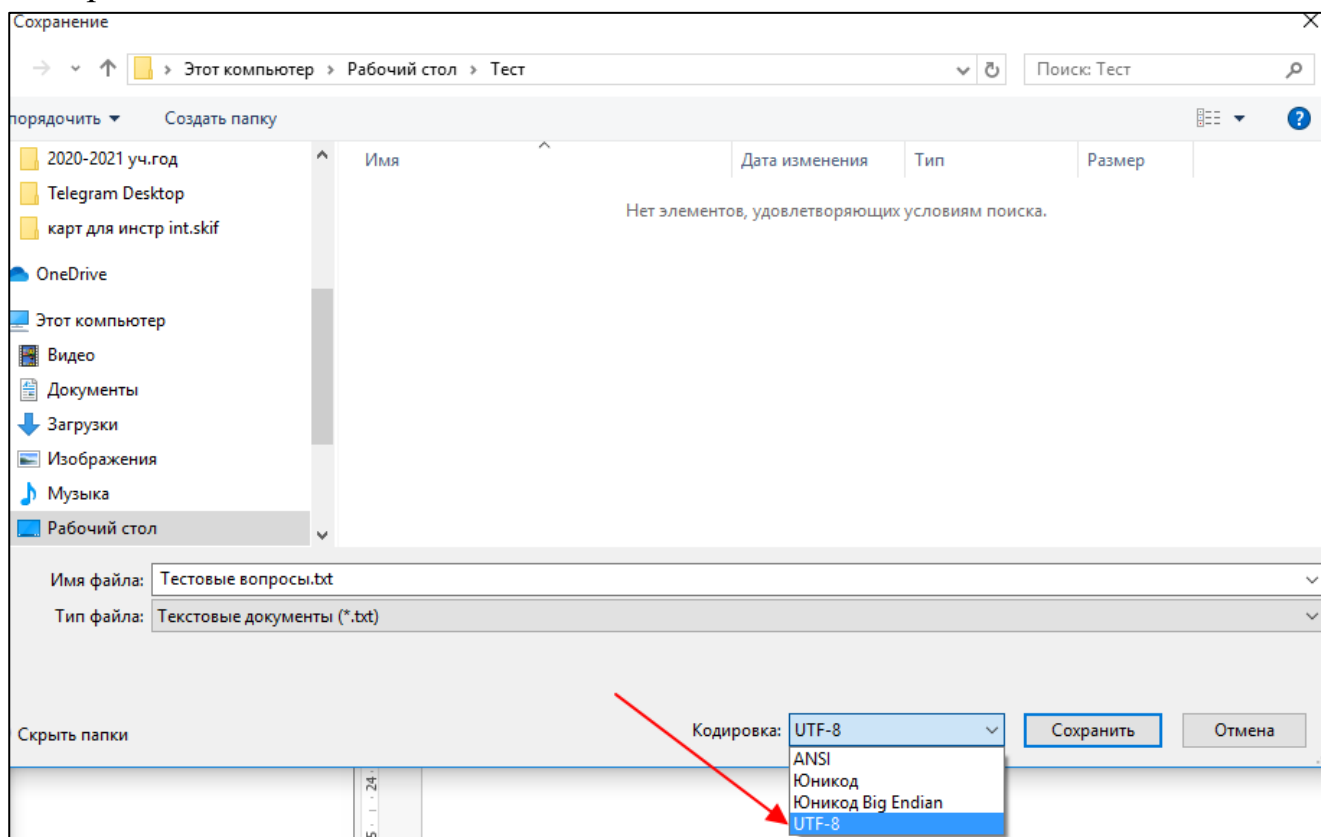 Сохранение
Этот компьютер > Рабочий стол > Тест
Поиск: Тест
порядочить
Создать папку
2020-2021 уч.год
Telegram Desktop
карт для инстр int.skif
OneDrive
Этот компьютер
Видео
Документы
Загрузки
Изображения
Музыка
Рабочий стол
Имя
Дата изменения
Тип
Размер
Нет элементов, удовлетворяющих условиям поиска.
Имя файла: Тестовые вопросы.txt
Тип файла: Текстовые документы (*.txt)
Скрыть папки
Кодировка: UTF-8
Сохранить
Отмена
ANSI
Юникод
Юникод Big Endian
UTF-8
24